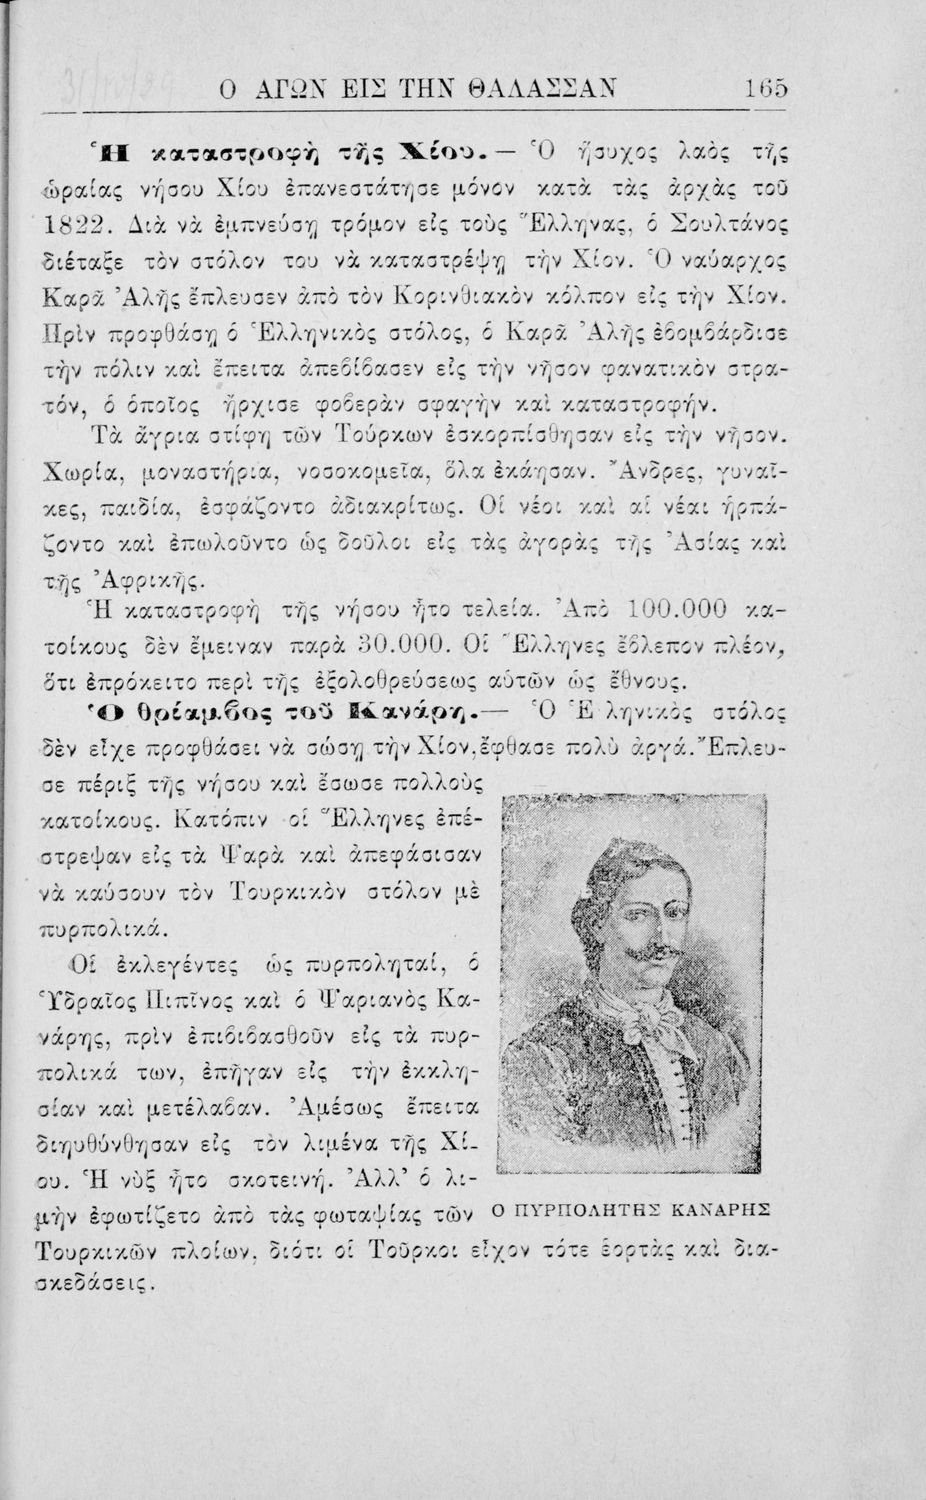 Ο ΑΓΩΝ ΕΙΣ ΤΗΝ ΘΑΛΑΣΣΑΝ 165
Ἡ καταστροφὴ τῆς Χίου. — Ὁ ἥσυχος λαὸς τῆς
ὡραίας νήσου Χίου ἐπανεστάτησε μόνον κατὰ τὰς ἀρχὰς τοῦ
1822. Διὰ νὰ ἐμπνεύσῃ τρόμον εἰς τοὺς Ἕλληνας, ὁ Σουλτάνος
διέταξε τὸν στόλον του νὰ καταστρέψῃ τὴν Χίον. Ὁ ναύαρχος
Καρᾶ Ἀλῆς ἔπλευσεν ἀπὸ τὸν Κορινθιακὸν κόλπον εἰς τὴν Χίον.
Πρὶν προφθάσῃ ὁ Ἑλληνικὸς στόλος, ὁ Καρᾶ Ἀλῆς ἐβομβάρδισε
τὴν πόλιν καὶ ἔπειτα ἀπεβίβασεν εἰς τὴν νῆσον φανατικὸν στρα-
τόν, ὁ ὁποῖος ἤρχισε φοβερὰν σφαγὴν καὶ καταστροφήν.
Τὰ ἄγρια στίφη τῶν Τούρκων ἐσκορπίσθησαν εἰς τὴν νῆσον.
Χωρία, μοναστήρια, νοσοκομεῖα, ὅλα ἐκάησαν. Ἄνδρες, γυναῖ-
κες, παιδία, ἐσφάζοντο ἀδιακρίτως. Οἱ νέοι καὶ αἱ νέαι ἡρπά-
ζοντο καὶ ἐπωλοῦντο ὡς δοῦλοι εἰς τὰς ἀγορὰς τῆς Ἀσίας καὶ
τῆς Ἀφρικῆς.
Ἡ καταστροφὴ τῆς νήσου ἦτο τελεία. Ἀπὸ 100.000 κα-
τοίκους δὲν ἔμειναν παρὰ 30.000. Οἱ Ἕλληνες ἔβλεπον πλέον,
ὅτι ἐπρόκειτο περὶ τῆς ἐξολοθρεύσεως αὐτῶν ὡς ἔθνους.
Ὁ θρίαμβος τοῦ Κανάρη.— Ὁ Ἑ ληνικὸς στόλος
δὲν εἶχε προφθάσει νὰ σώσῃ τὴν Χίον, ἔφθασε πολὺ ἀργά. Ἔπλευ-
σε πέριξ τῆς νήσου καὶ ἔσωσε πολλοὺς
κατοίκους. Κατόπιν οἱ Ἕλληνες ἐπέ-
στρεψαν εἰς τὰ Ψαρὰ καὶ ἀπεφάσισαν
νὰ καύσουν τὸν Τουρκικὸν στόλον μὲ
πυρπολικά.
Οἱ ἐκλεγέντες ὡς πυρποληταί, ὁ
Ὑδραῖος Πιπῖνος καὶ ὁ Ψαριανὸς Κα-
νάρης, πρὶν ἐπιβιβασθοῦν εἰς τὰ πυρ-
πολικά των, ἐπῆγαν εἰς τὴν ἐκκλη-
σίαν καὶ μετέλαβαν. Ἀμέσως ἔπειτα
διηυθύνθησαν εἰς τὸν λιμένα τῆς Χί-
ου. Ἡ νὺξ ἦτο σκοτεινή. Ἀλλ' ὁ λι-
μὴν ἐφωτίζετο ἀπὸ τὰς φωταψίας τῶν
Τουρκικῶν πλοίων, διότι οἱ Τοῦρκοι εἶχον τότε ἑορτὰς καὶ δια-
σκεδάσεις.
Ο ΠΥΡΠΟΛΗΤΗΣ ΚΑΝΑΡΗΣ